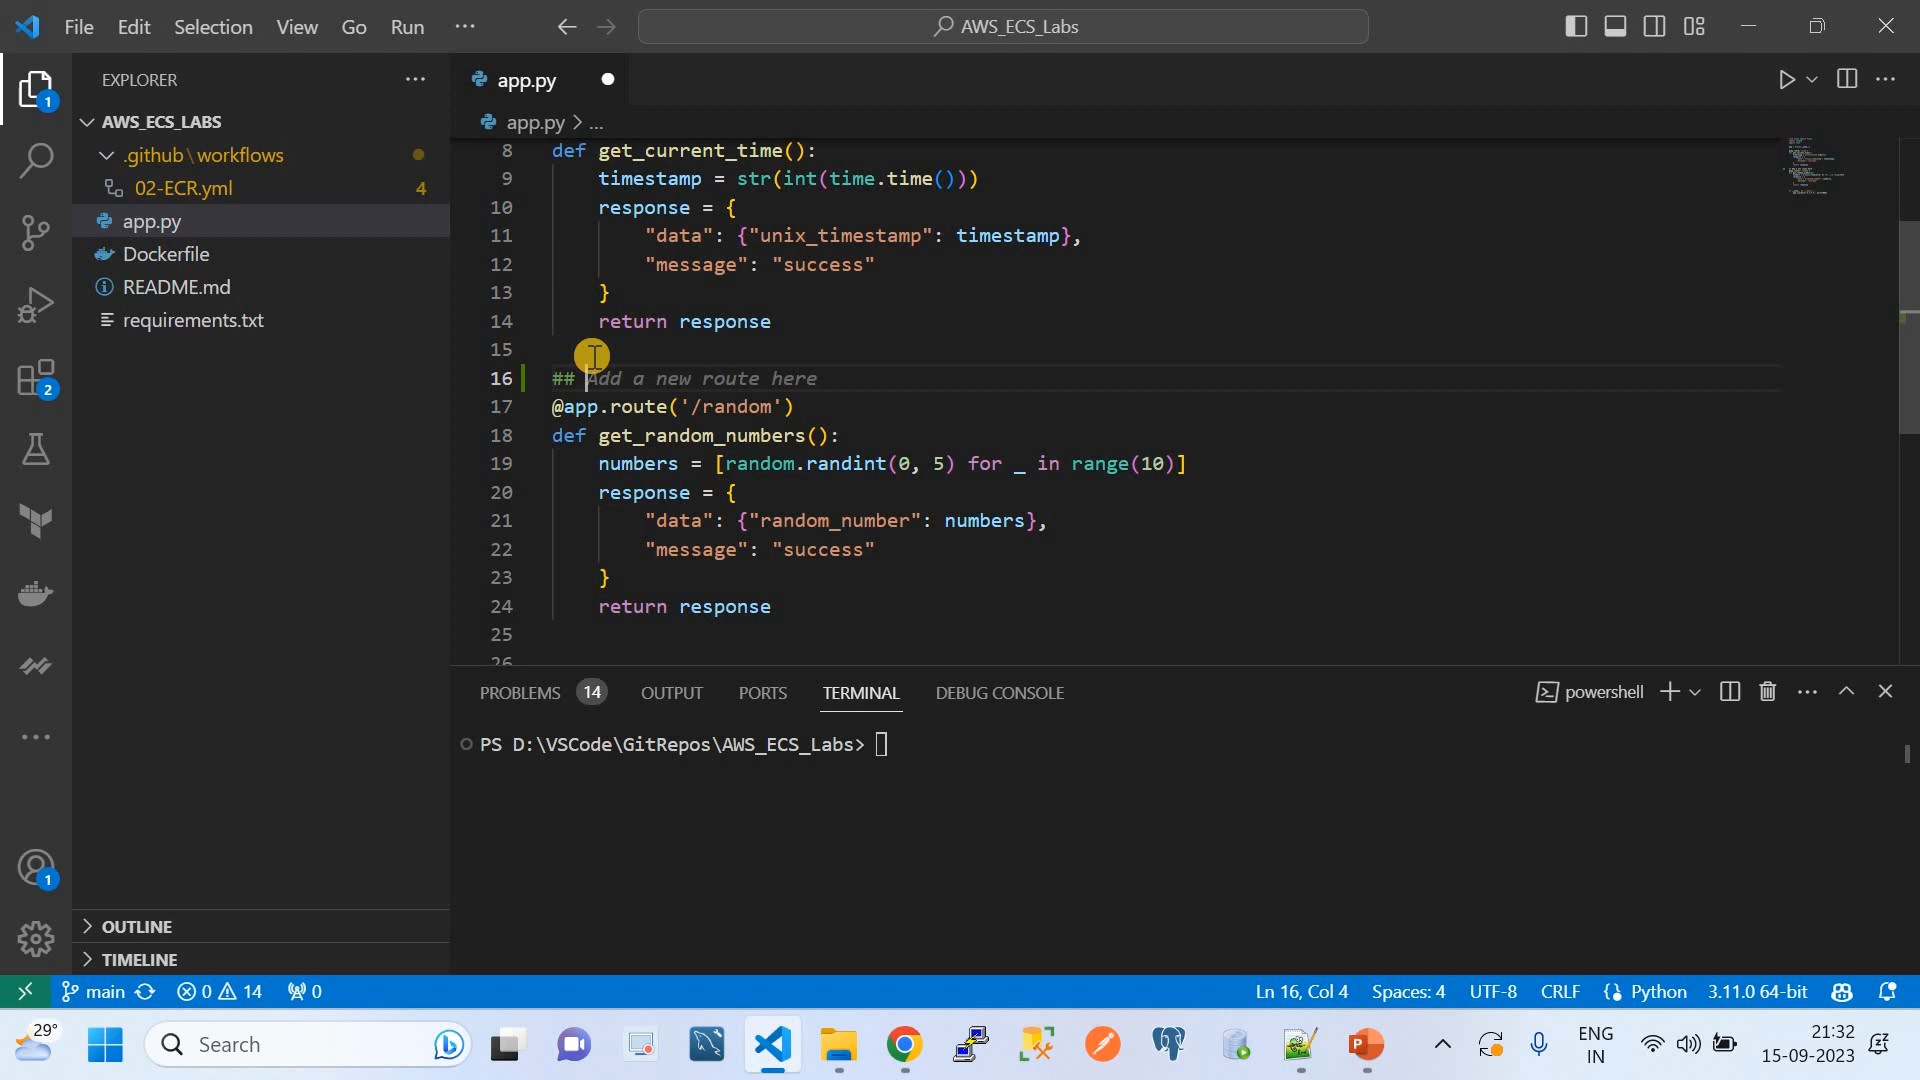 File Edit Selection View Go Run ··· AWS_ECS_Labs
EXPLORER ···
app.py
1
AWS_ECS_LABS
app.py > ...
.github\workflows
02-ECR.yml 4
app.py
Dockerfile
README.md
requirements.txt
2
1
8 def get_current_time():
9 timestamp = str(int(time.time()))
10 response = {
11 "data": {"unix_timestamp": timestamp},
12 "message": "success"
13 }
14 return response
15
16 ## Add a new route here
17 @app.route('/random')
18 def get_random_numbers():
19 numbers = [random.randint(0, 5) for _ in range(10)]
20 response = {
21 "data": {"random_number": numbers},
22 "message": "success"
23 }
24 return response
25
26
PROBLEMS 14 OUTPUT PORTS TERMINAL DEBUG CONSOLE powershell
PS D:\VSCode\GitRepos\AWS_ECS_Labs>
OUTLINE
TIMELINE
main 0 14 0 Ln 16, Col 4 Spaces: 4 UTF-8 CRLF Python 3.11.0 64-bit
29° Search ENG IN 21:32 15-09-2023